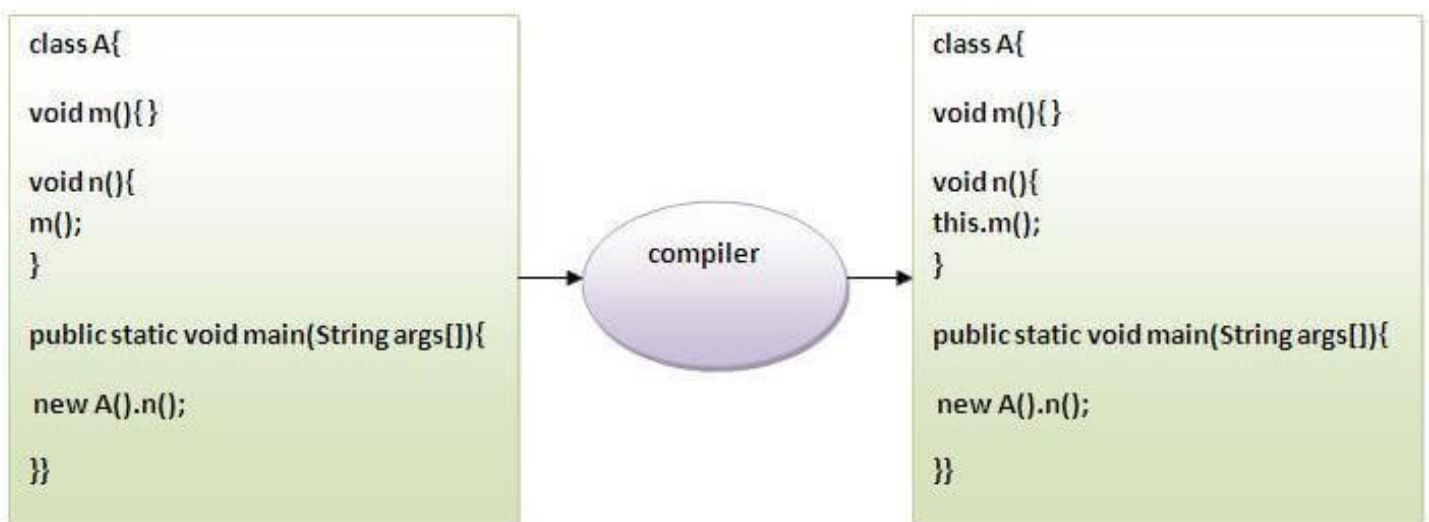 class A{
void m(){}
void n(){
m();
}
public static void main(String args[]){
new A().n();
}}
compiler
class A{
void m(){}
void n(){
this.m();
}
public static void main(String args[]){
new A().n();
}}